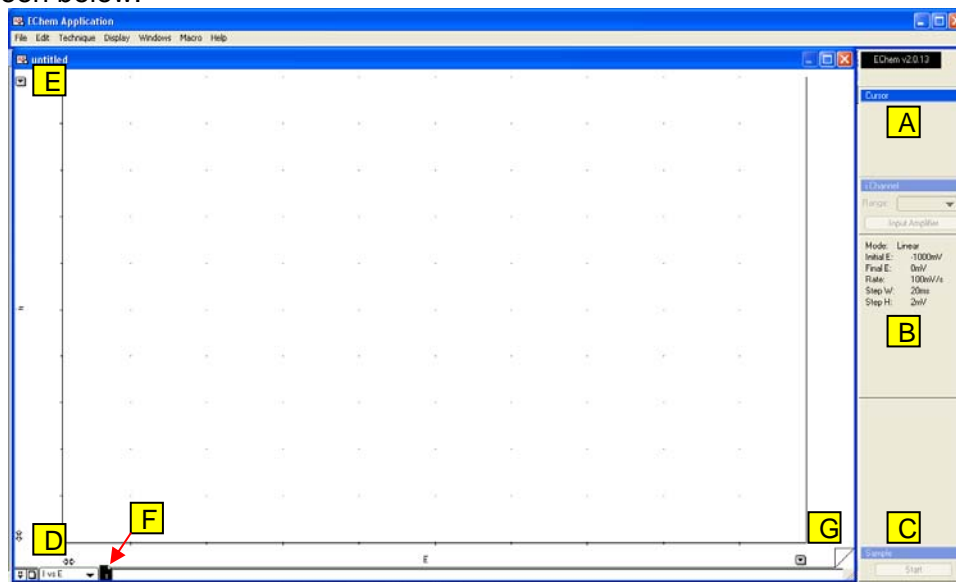 EChem Application
File Edit Technique Display Windows Macro Help
untitled
EChem v2.0.13
E
Cursor
A
I Channel
Range:
Input Amplifier
Mode: Linear
Initial E: -1000mV
Final E: 0mV
Rate: 100mV/s
Step W: 20ms
Step H: 2mV
B
F
D
G
C
E
I vs E
1
Sample
Start